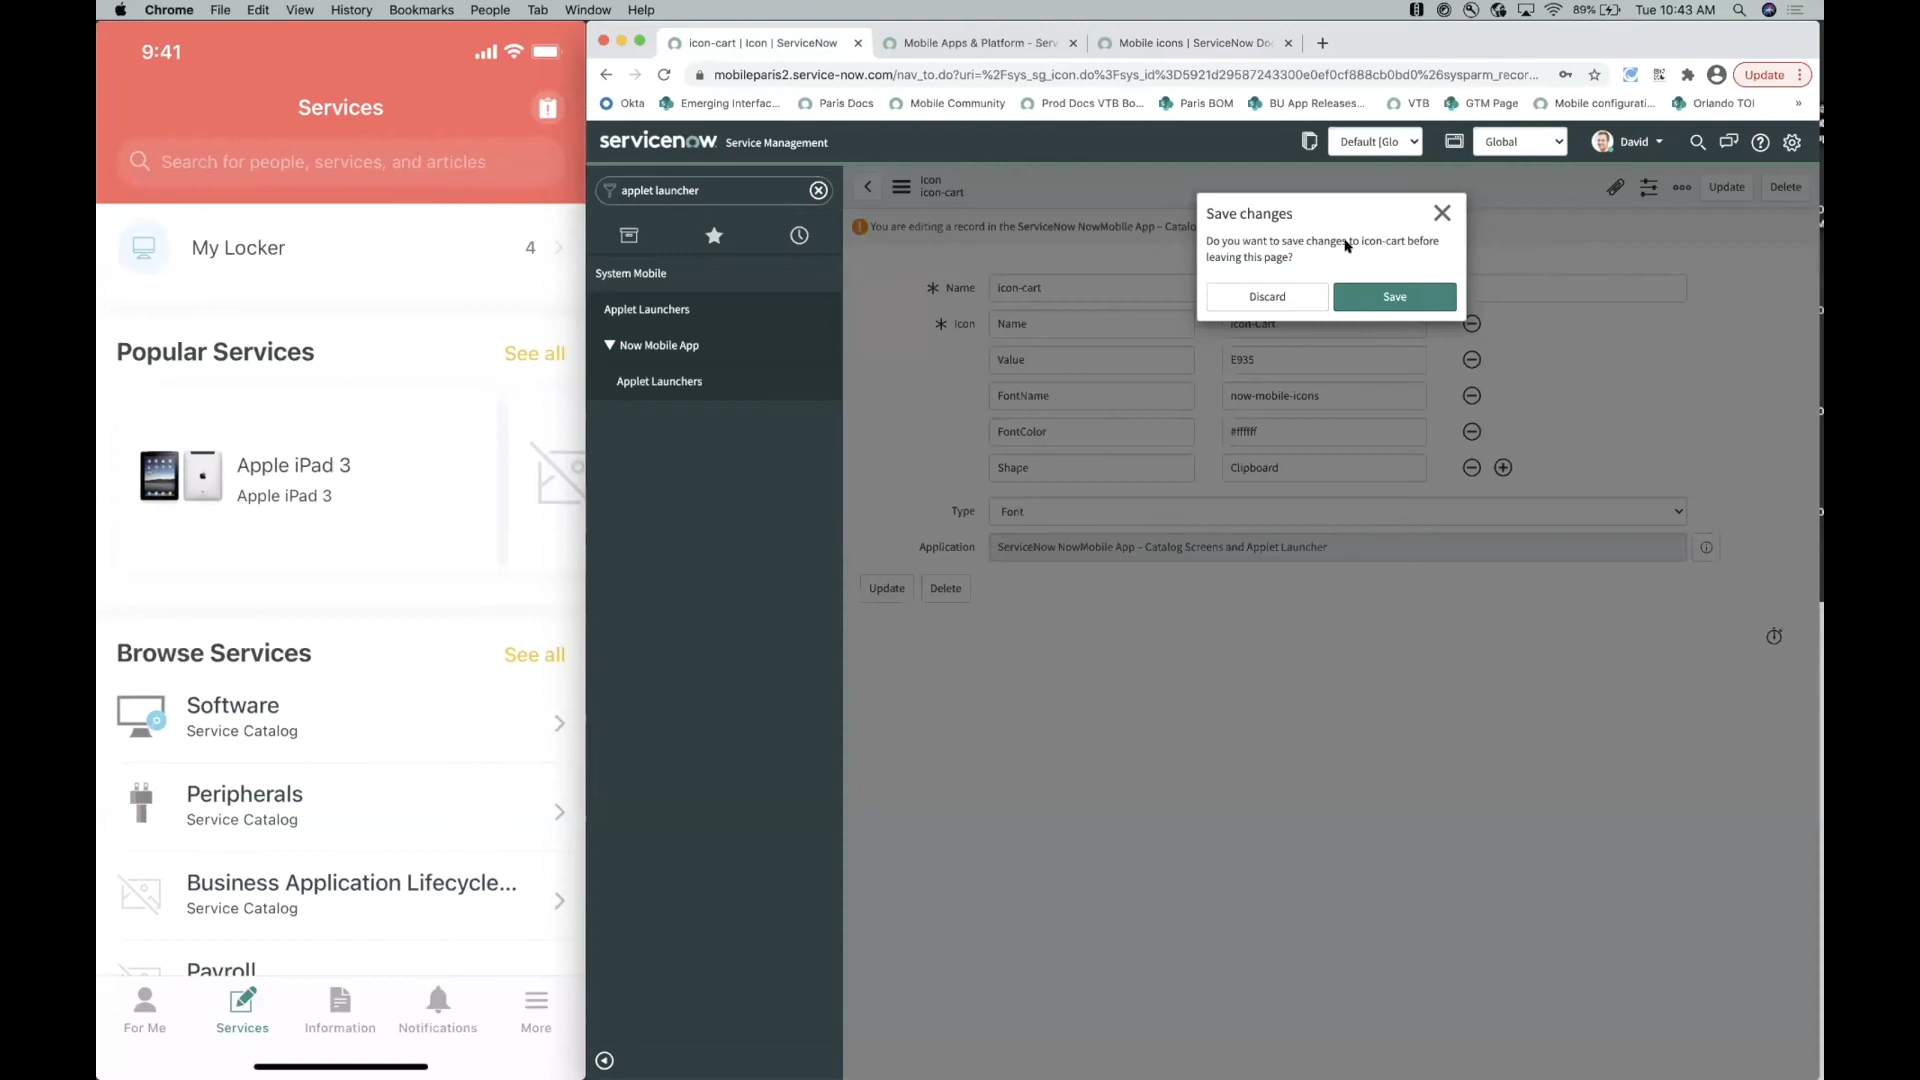 Chrome File Edit View History Bookmarks People Tab Window Help
89% Tue 10:43 AM
9:41
Services
Search for people, services, and articles
My Locker 4
Popular Services See all
Apple iPad 3
Apple iPad 3
Browse Services See all
Software
Service Catalog
Peripherals
Service Catalog
Business Application Lifecycle...
Service Catalog
Payroll
For Me Services Information Notifications More
icon-cart | Icon | ServiceNow Mobile Apps & Platform - Serv Mobile icons | ServiceNow Do
mobileparis2.service-now.com/nav_to.do?uri=%2Fsys_sg_icon.do%3Fsys_id%3D5921d29587243300e0ef0cf888cb0bd0%26sysparm_recor... Update
Okta Emerging Interfac... Paris Docs Mobile Community Prod Docs VTB Bo... Paris BOM BU App Releases... VTB GTM Page Mobile configurati... Orlando TOI »
servicenow Service Management Default [Glo Global David
applet launcher
System Mobile
Applet Launchers
Now Mobile App
Applet Launchers
Icon
icon-cart
Update Delete
You are editing a record in the ServiceNow NowMobile App – Catalo
Save changes
Do you want to save changes to icon-cart before
leaving this page?
Discard Save
Name icon-cart
Icon Name Icon-Cart
Value E935
FontName now-mobile-icons
FontColor #ffffff
Shape Clipboard
Type Font
Application ServiceNow NowMobile App – Catalog Screens and Applet Launcher
Update Delete